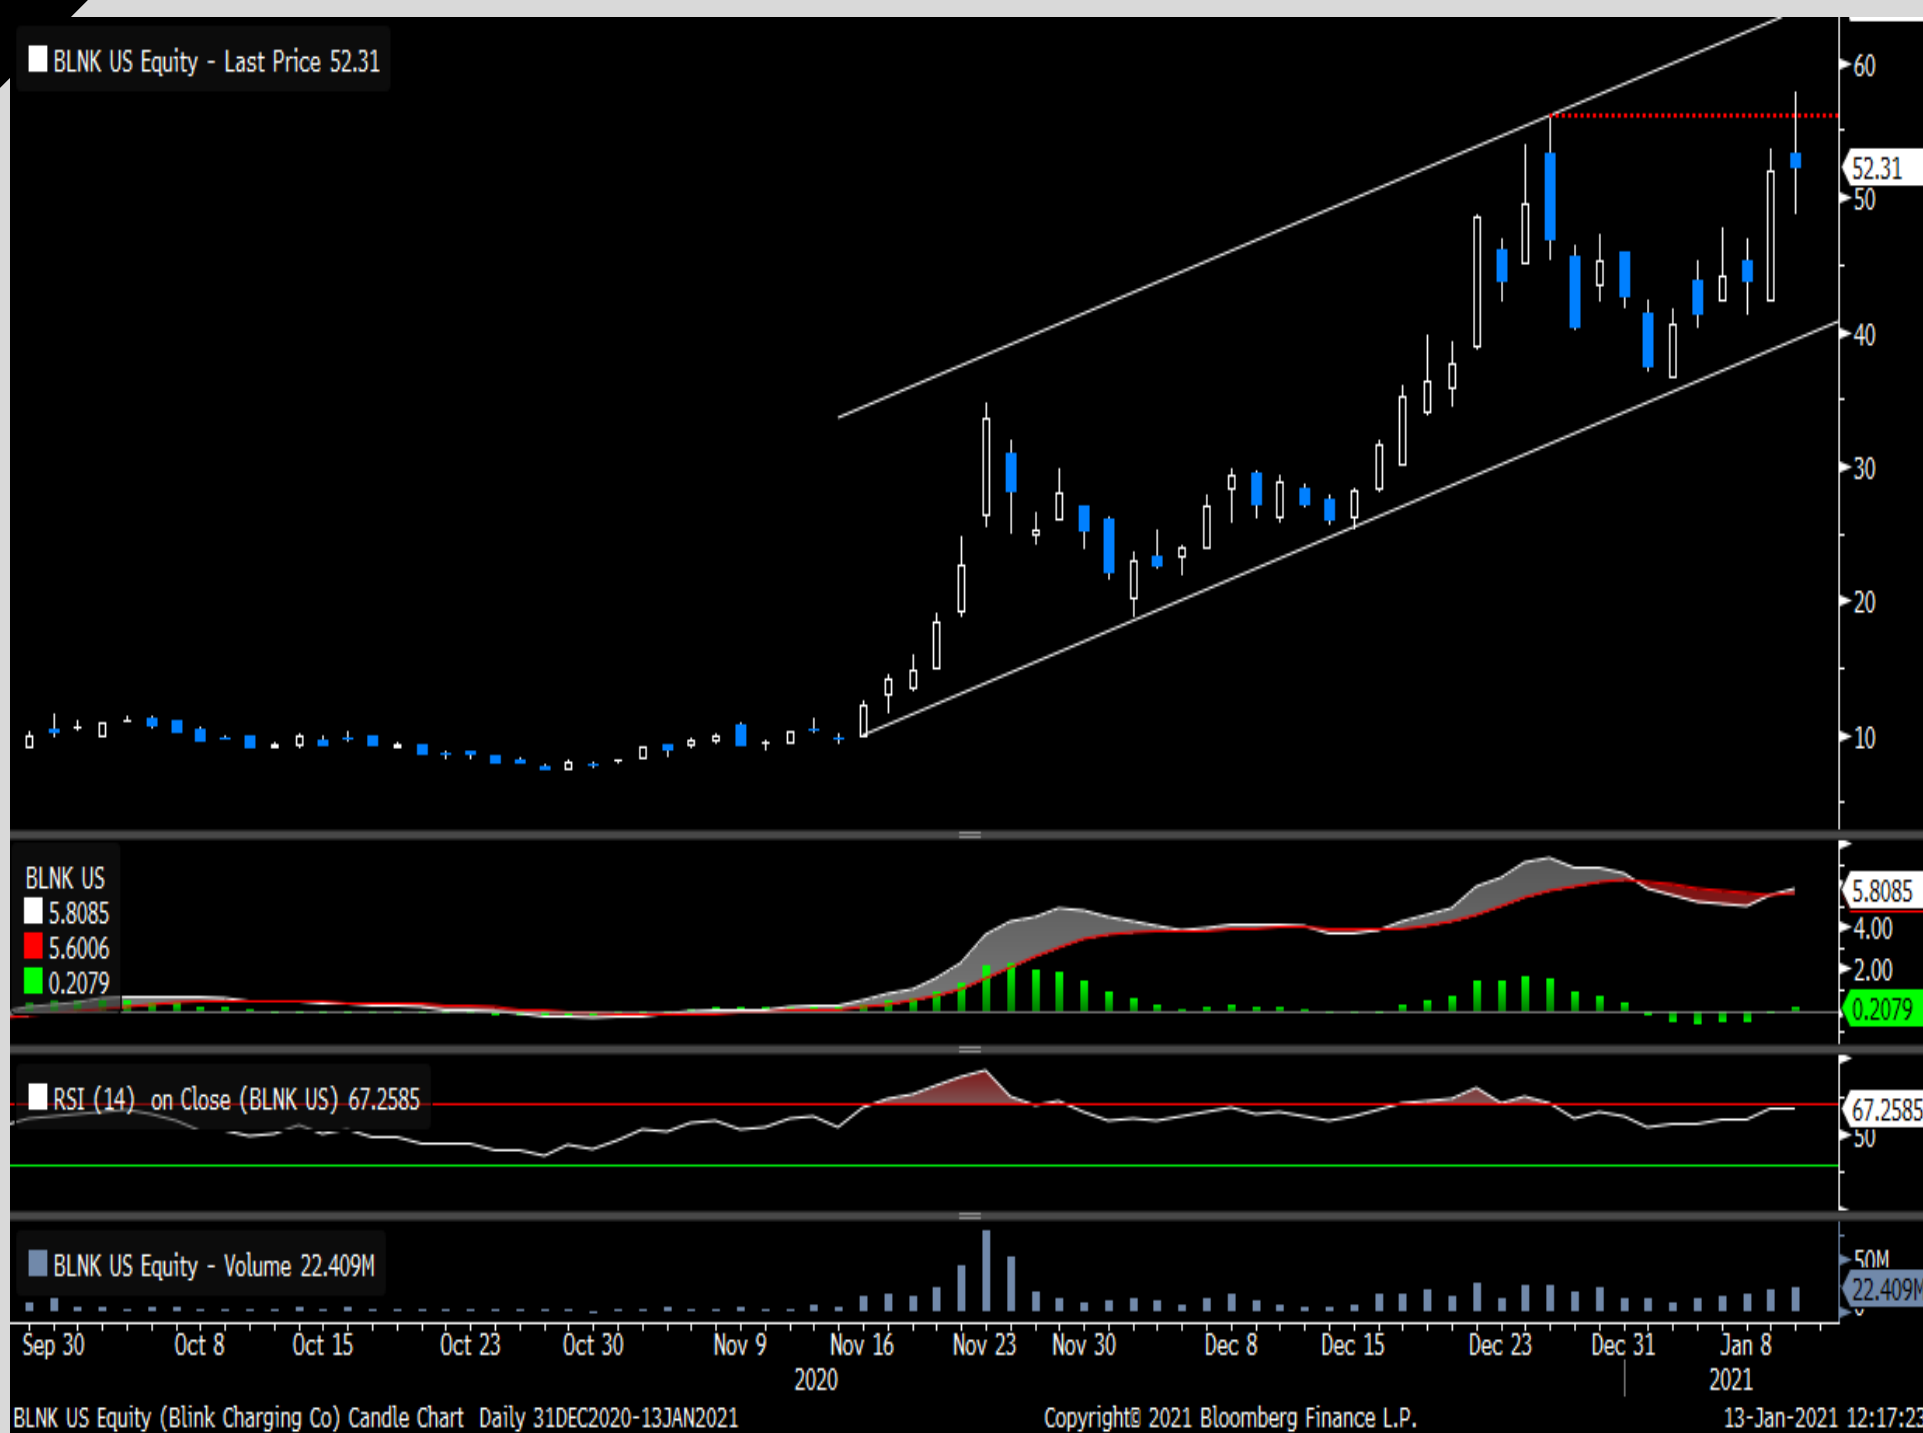 BLNK US Equity - Last Price 52.31
60
52.31
50
40
30
20
10
BLNK US
5.8085
5.6006
0.2079
5.8085
4.00
2.00
0.2079
RSI (14) on Close (BLNK US) 67.2585
67.2585
50
BLNK US Equity - Volume 22.409M
50M
22.409M
0
Sep 30 Oct 8 Oct 15 Oct 23 Oct 30 Nov 9 Nov 16 Nov 23 Nov 30 Dec 8 Dec 15 Dec 23 Dec 31 Jan 8
2020 2021
BLNK US Equity (Blink Charging Co) Candle Chart Daily 31DEC2020-13JAN2021 Copyright© 2021 Bloomberg Finance L.P. 13-Jan-2021 12:17:23